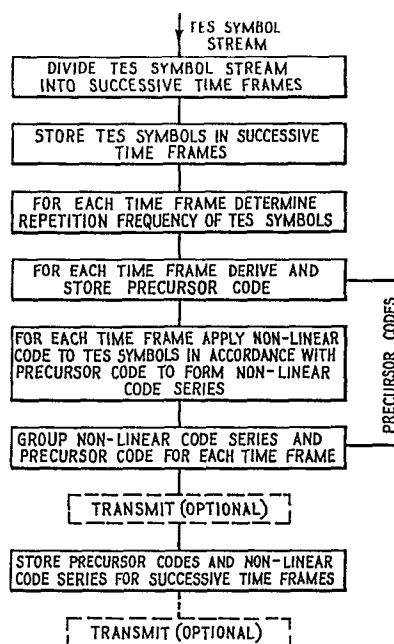 TES SYMBOL
STREAM
DIVIDE TES SYMBOL STREAM
INTO SUCCESSIVE TIME FRAMES
STORE TES SYMBOLS IN SUCCESSIVE
TIME FRAMES
FOR EACH TIME FRAME DETERMINE
REPETITION FREQUENCY OF TES SYMBOLS
FOR EACH TIME FRAME DERIVE AND
STORE PRECURSOR CODE
FOR EACH TIME FRAME APPLY NON-LINEAR
CODE TO TES SYMBOLS IN ACCORDANCE WITH
PRECURSOR CODE TO FORM NON-LINEAR
CODE SERIES
PRECURSOR CODES
GROUP NON-LINEAR CODE SERIES AND
PRECURSOR CODE FOR EACH TIME FRAME
TRANSMIT (OPTIONAL)
STORE PRECURSOR CODES AND NON-LINEAR
CODE SERIES FOR SUCCESSIVE TIME FRAMES
TRANSMIT (OPTIONAL)